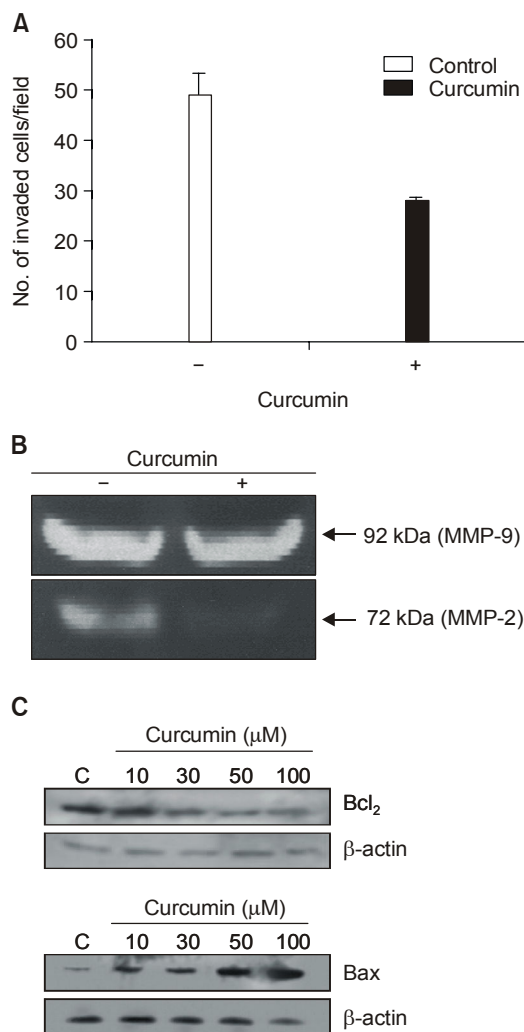 A
60
50
40
30
20
10
0
No. of invaded cells/field
Control
Curcumin
− +
Curcumin
B
Curcumin
− +
92 kDa (MMP-9)
72 kDa (MMP-2)
C
Curcumin (μM)
C 10 30 50 100
Bcl₂
β-actin
Curcumin (μM)
C 10 30 50 100
Bax
β-actin